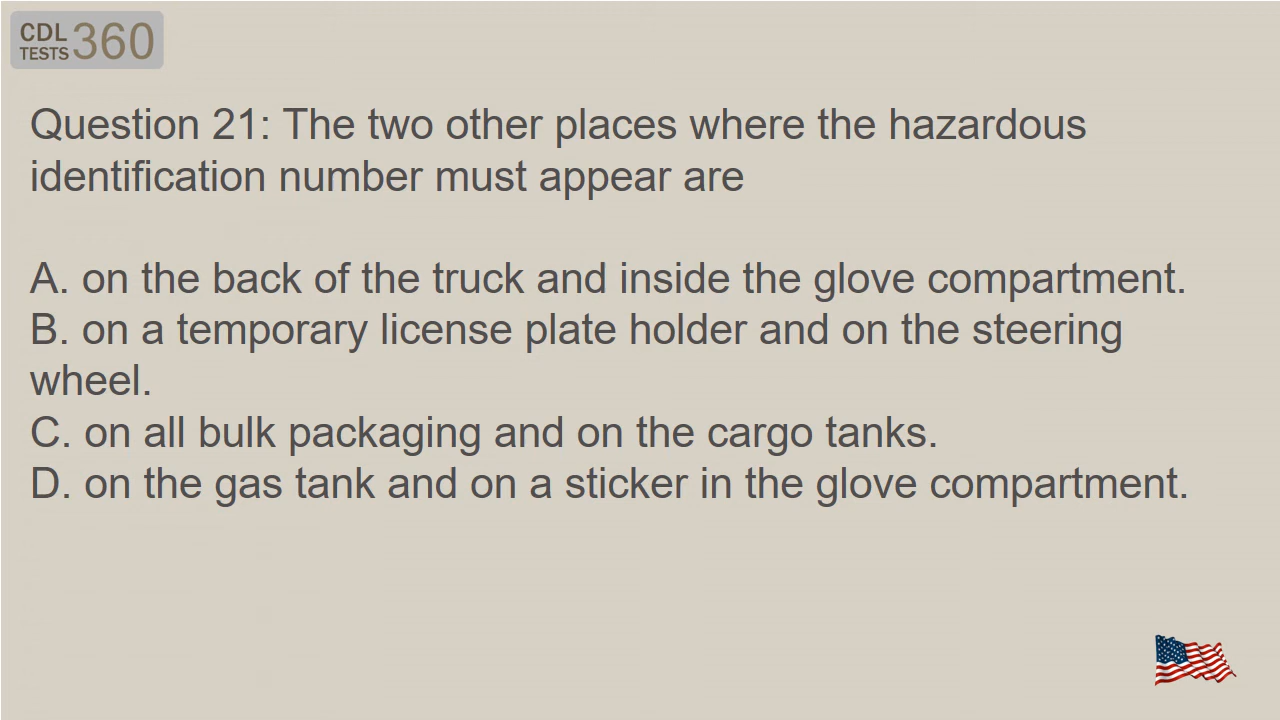 CDL
TESTS 360
Question 21: The two other places where the hazardous
identification number must appear are
A. on the back of the truck and inside the glove compartment.
B. on a temporary license plate holder and on the steering
wheel.
C. on all bulk packaging and on the cargo tanks.
D. on the gas tank and on a sticker in the glove compartment.